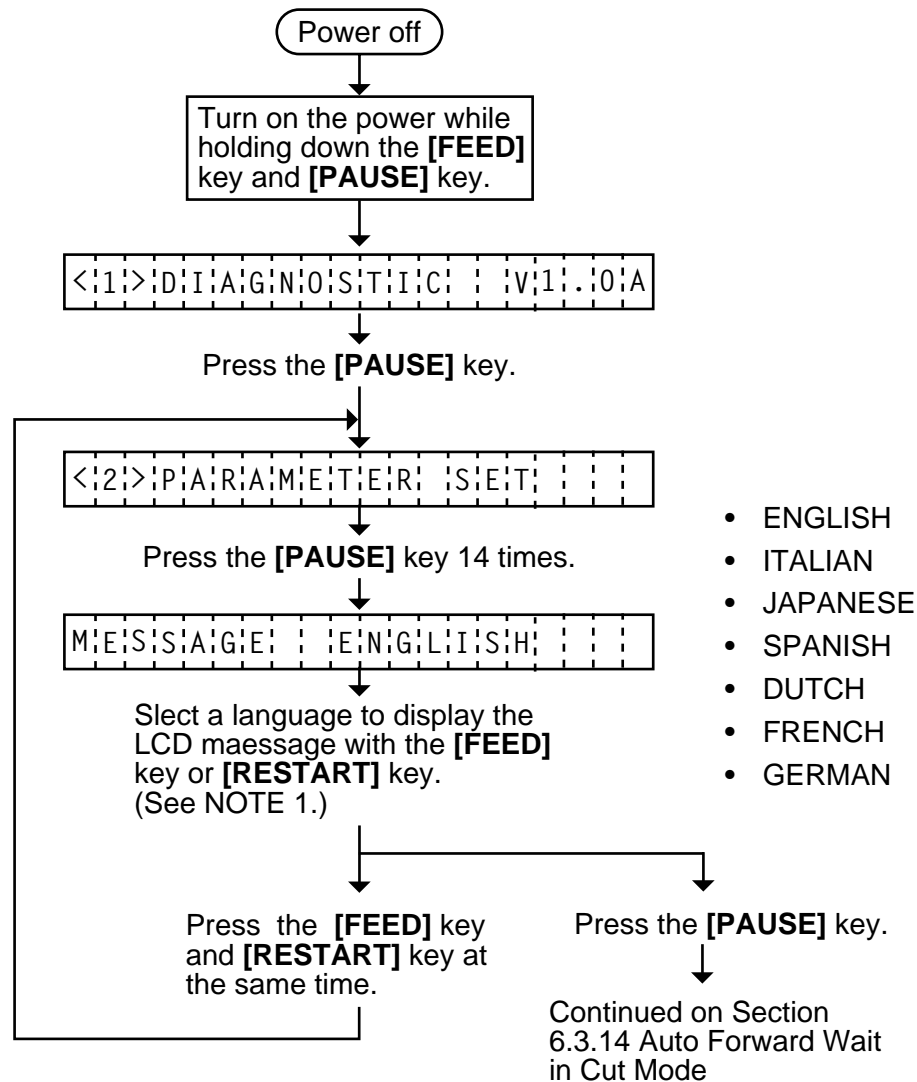 Power off
Turn on the power while
holding down the [FEED]
key and [PAUSE] key.
<1>DIAGNOSTIC  V1.0A
Press the [PAUSE] key.
<2>PARAMETER SET
Press the [PAUSE] key 14 times.
MESSAGE  ENGLISH
Slect a language to display the
LCD maessage with the [FEED]
key or [RESTART] key.
(See NOTE 1.)
• ENGLISH
• ITALIAN
• JAPANESE
• SPANISH
• DUTCH
• FRENCH
• GERMAN
Press the [FEED] key
and [RESTART] key at
the same time.
Press the [PAUSE] key.
Continued on Section
6.3.14 Auto Forward Wait
in Cut Mode